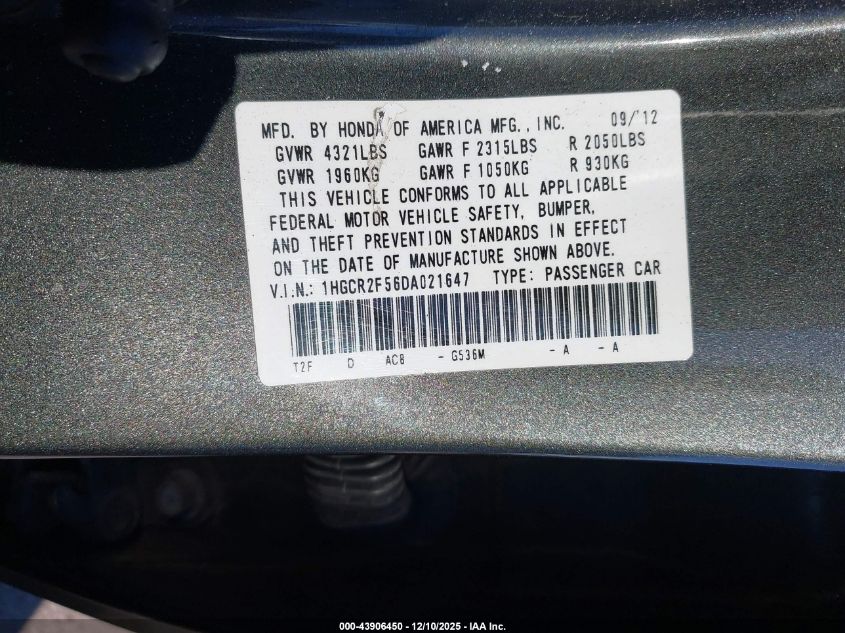 MFD. BY HONDA OF AMERICA MFG., INC. 09/'12
GVWR 4321LBS GAWR F 2315LBS R 2050LBS
GVWR 1960KG GAWR F 1050KG R 930KG
THIS VEHICLE CONFORMS TO ALL APPLICABLE
FEDERAL MOTOR VEHICLE SAFETY, BUMPER,
AND THEFT PREVENTION STANDARDS IN EFFECT
ON THE DATE OF MANUFACTURE SHOWN ABOVE.
V.I.N.: 1HGCR2F56DA021647 TYPE: PASSENGER CAR
T2F D AC8 - G536M - A - A
000-43906450 - 12/10/2025 - IAA Inc.